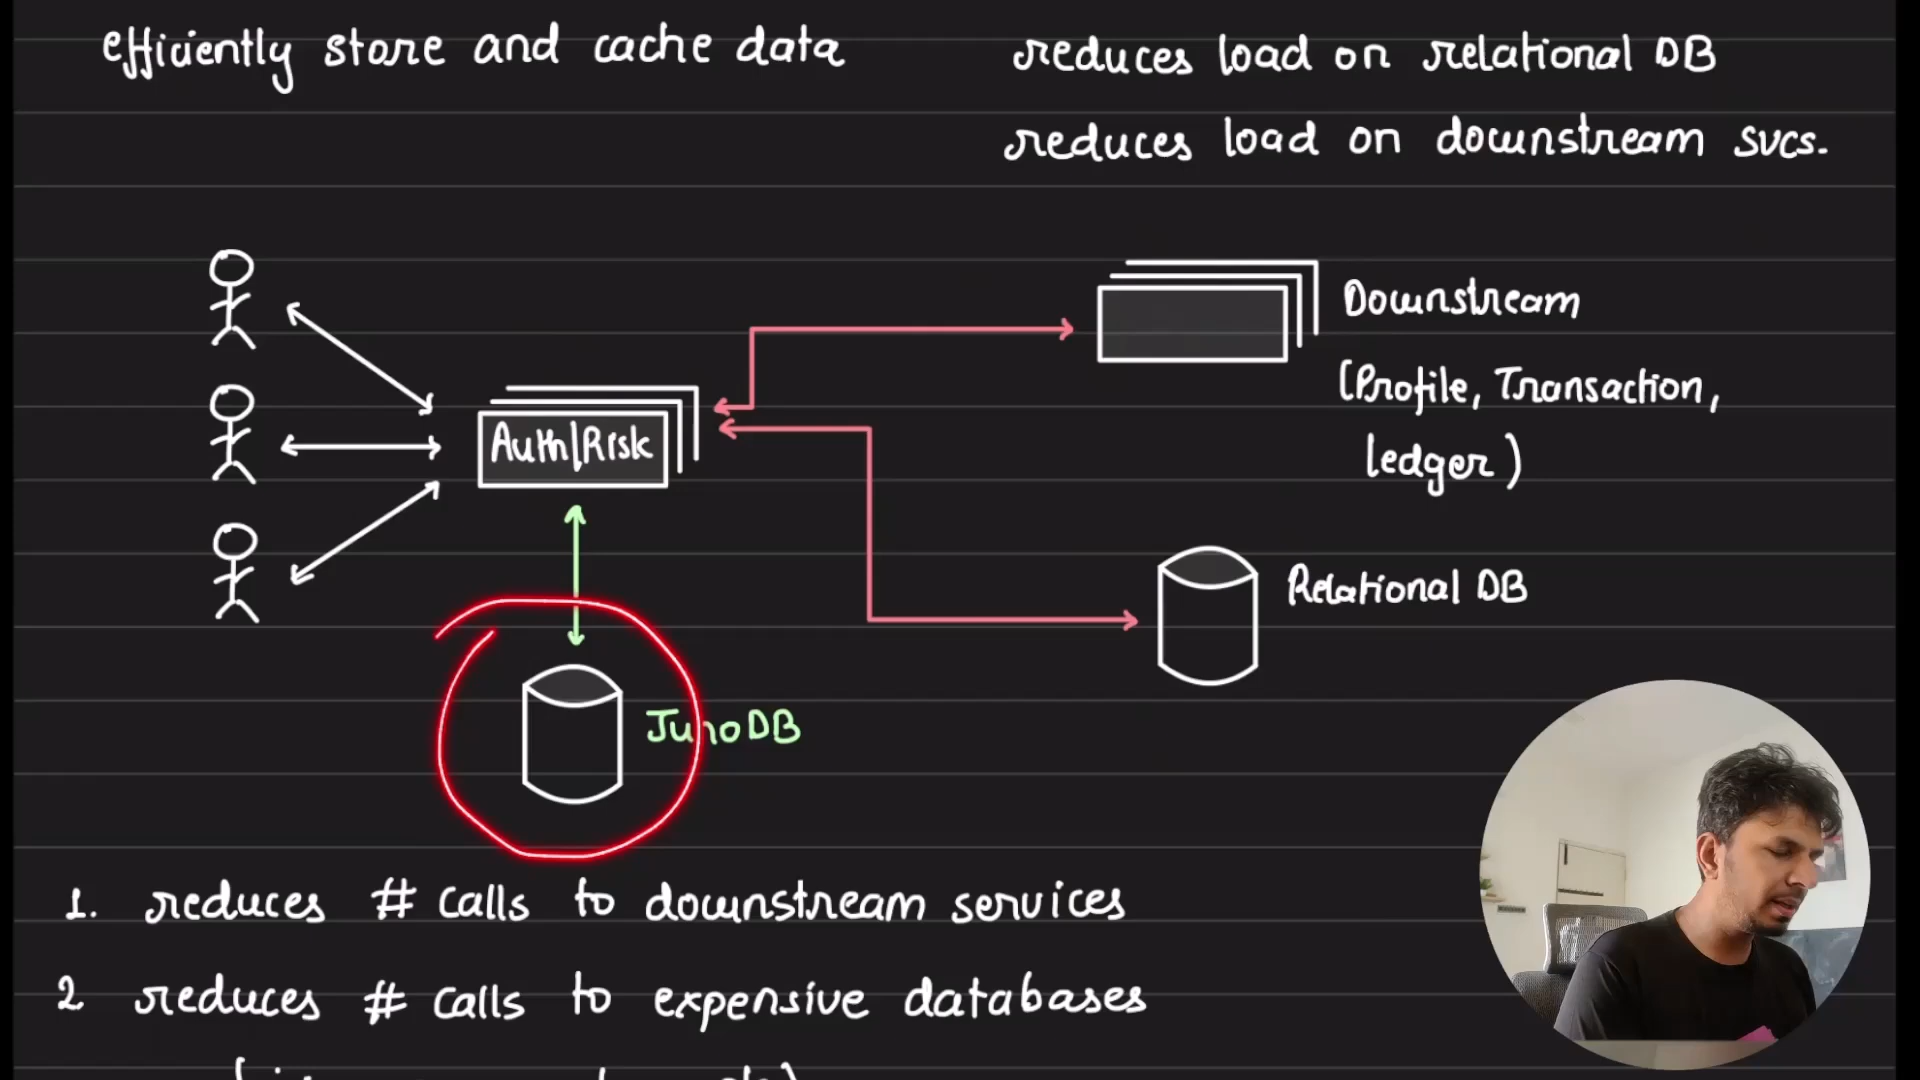 efficiently store and cache data
reduces load on relational DB
reduces load on downstream svcs.
Downstream
(Profile, Transaction,
ledger)
Auth/Risk
Relational DB
JunoDB
1. reduces # calls to downstream services
2 reduces # calls to expensive databases